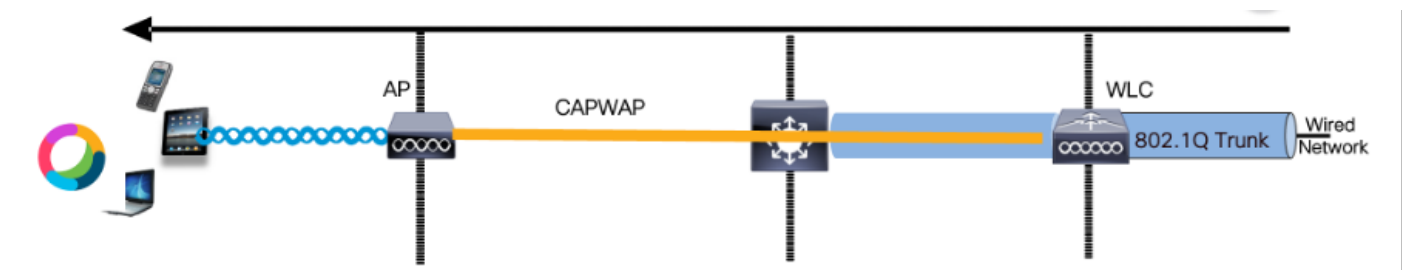 AP
CAPWAP
WLC
802.1Q Trunk
Wired
Network